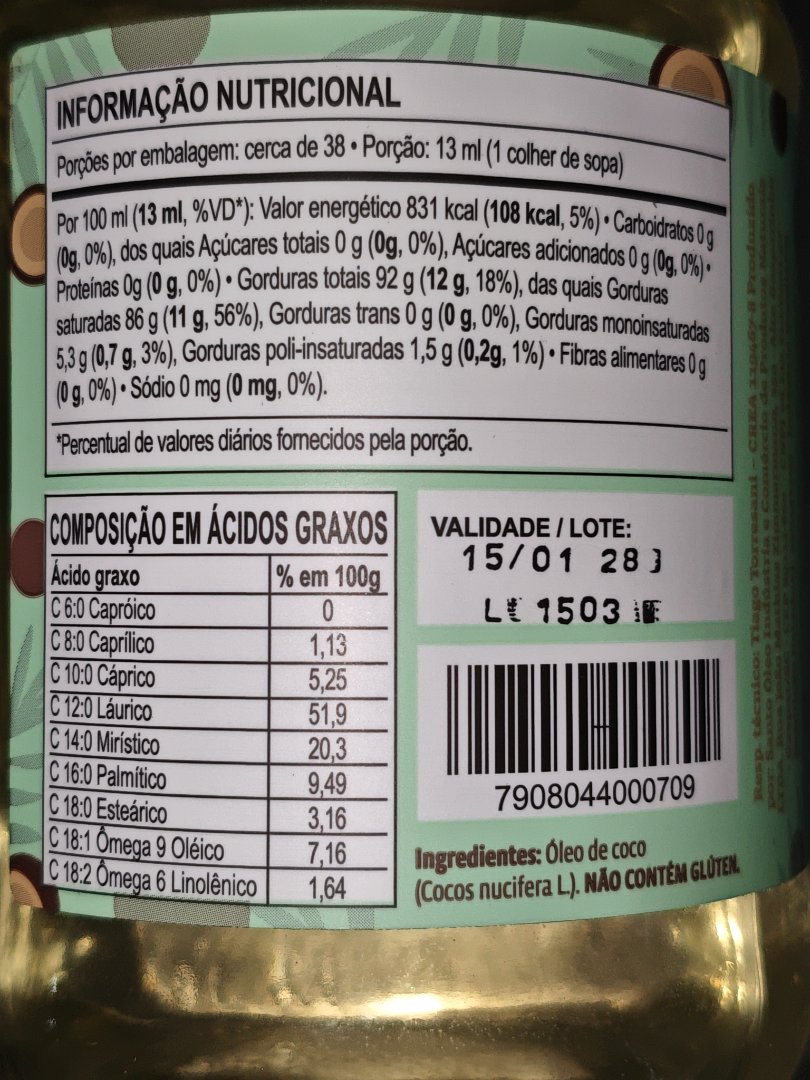 INFORMAÇÃO NUTRICIONAL
Porções por embalagem: cerca de 38 • Porção: 13 ml (1 colher de sopa)
Por 100 ml (13 ml, %VD*): Valor energético 831 kcal (108 kcal, 5%) • Carboidratos 0 g
(0g, 0%), dos quais Açúcares totais 0 g (0g, 0%), Açúcares adicionados 0 g (0g, 0%) •
Proteínas 0g (0 g, 0%) • Gorduras totais 92 g (12 g, 18%), das quais Gorduras
saturadas 86 g (11 g, 56%), Gorduras trans 0 g (0 g, 0%), Gorduras monoinsaturadas
5,3 g (0,7 g, 3%), Gorduras poli-insaturadas 1,5 g (0,2g, 1%) • Fibras alimentares 0 g
(0 g, 0%) • Sódio 0 mg (0 mg, 0%).
*Percentual de valores diários fornecidos pela porção.
COMPOSIÇÃO EM ÁCIDOS GRAXOS
Ácido graxo % em 100g
C 6:0 Capróico 0
C 8:0 Caprílico 1,13
C 10:0 Cáprico 5,25
C 12:0 Láurico 51,9
C 14:0 Mirístico 20,3
C 16:0 Palmítico 9,49
C 18:0 Esteárico 3,16
C 18:1 Ômega 9 Oléico 7,16
C 18:2 Ômega 6 Linolênico 1,64
VALIDADE / LOTE:
15/01 28
1503
7908044000709
Ingredientes: Óleo de coco
(Cocos nucifera L.). NÃO CONTÉM GLÚTEN.
Resp. técnico: Tiago Torresani - CREA Produzido